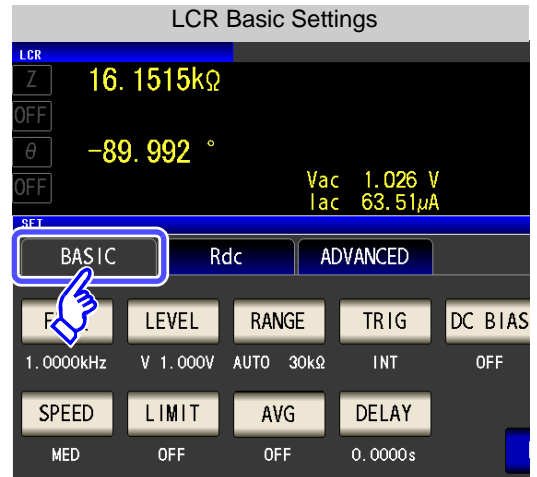 LCR Basic Settings
LCR
Z 16.1515kΩ
OFF
θ -89.992 °
OFF
Vac 1.026 V
Iac 63.51μA
SET
BASIC Rdc ADVANCED
LEVEL RANGE TRIG DC BIAS
1.0000kHz V 1.000V AUTO 30kΩ INT OFF
SPEED LIMIT AVG DELAY
MED OFF OFF 0.0000s